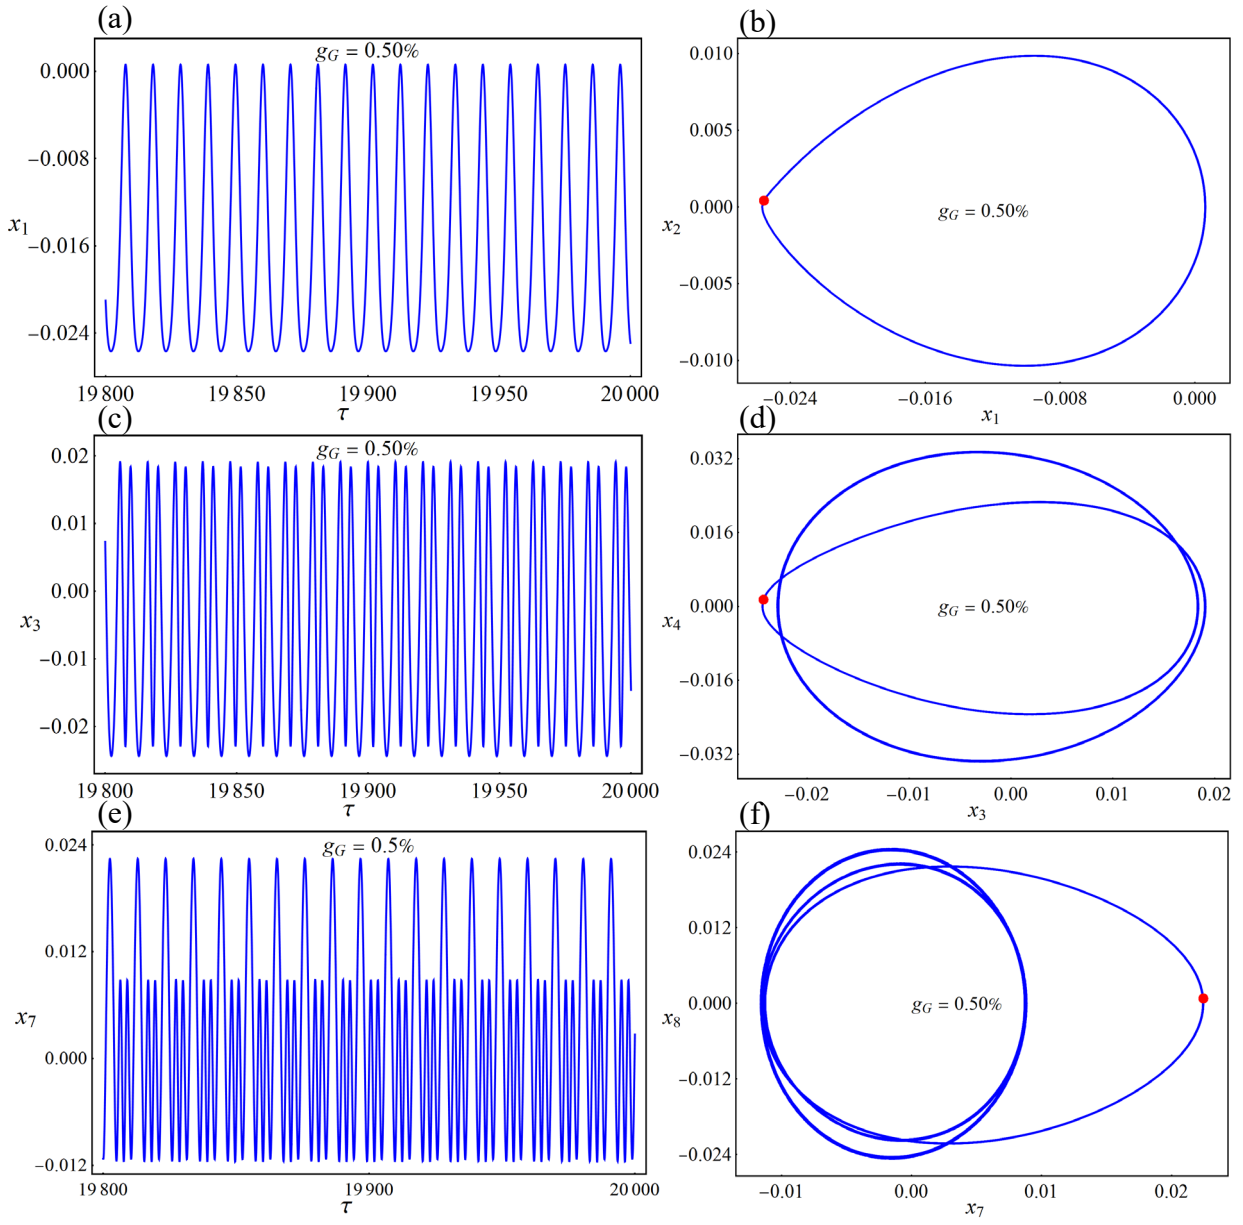 (a)
g_G = 0.50%
0.000
−0.008
−0.016
−0.024
x_1
19 800
19 850
19 900
19 950
20 000
τ
(b)
0.010
0.005
0.000
−0.005
−0.010
x_2
g_G = 0.50%
−0.024
−0.016
−0.008
0.000
x_1
(c)
g_G = 0.50%
0.02
0.01
0.00
−0.01
−0.02
x_3
19 800
19 850
19 900
19 950
20 000
τ
(d)
0.032
0.016
0.000
−0.016
−0.032
x_4
g_G = 0.50%
−0.02
−0.01
0.00
0.01
0.02
x_3
(e)
g_G = 0.5%
0.024
0.012
0.000
−0.012
x_7
19 800
19 900
20 000
τ
(f)
0.024
0.012
0.000
−0.012
−0.024
x_8
g_G = 0.50%
−0.01
0.00
0.01
0.02
x_7